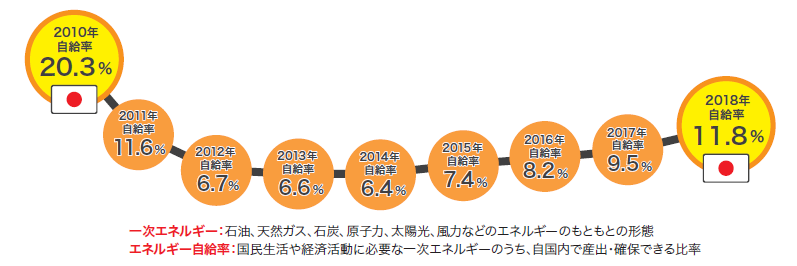 2010年
自給率
20.3%
2011年
自給率
11.6%
2012年
自給率
6.7%
2013年
自給率
6.6%
2014年
自給率
6.4%
2015年
自給率
7.4%
2016年
自給率
8.2%
2017年
自給率
9.5%
2018年
自給率
11.8%
一次エネルギー：石油、天然ガス、石炭、原子力、太陽光、風力などのエネルギーのもともとの形態
エネルギー自給率：国民生活や経済活動に必要な一次エネルギーのうち、自国内で産出・確保できる比率